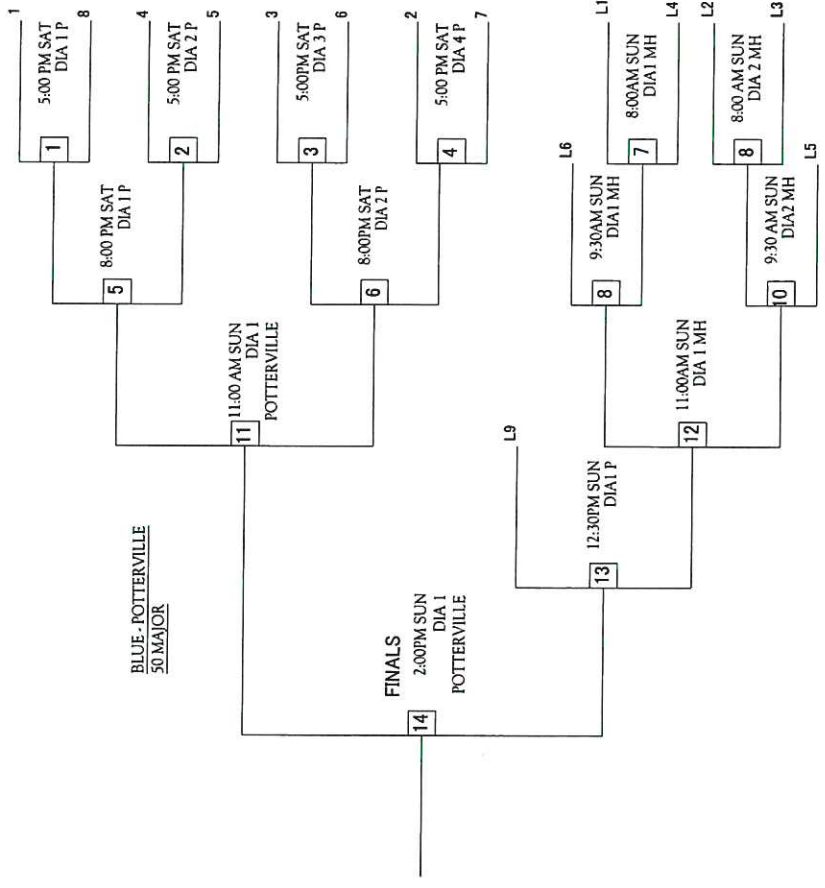 BLUE - POTTERVILLE
50 MAJOR
1
5:00 PM SAT
DIA 1 P
1
8
8:00 PM SAT
DIA 1 P
5
4
5:00 PM SAT
DIA 2 P
2
5
11:00 AM SUN
DIA 1
POTTERVILLE
11
3
5:00PM SAT
DIA 3 P
3
6
8:00PM SAT
DIA 2 P
6
2
5:00 PM SAT
DIA 4 P
4
7
FINALS
2:00PM SUN
DIA 1
POTTERVILLE
14
L9
12:30PM SUN
DIA1 P
13
L6
9:30AM SUN
DIA1 MH
8
L1
8:00AM SUN
DIA1 MH
7
L4
11:00AM SUN
DIA 1 MH
12
L2
8:00 AM SUN
DIA 2 MH
8
L3
9:30 AM SUN
DIA2 MH
10
L5